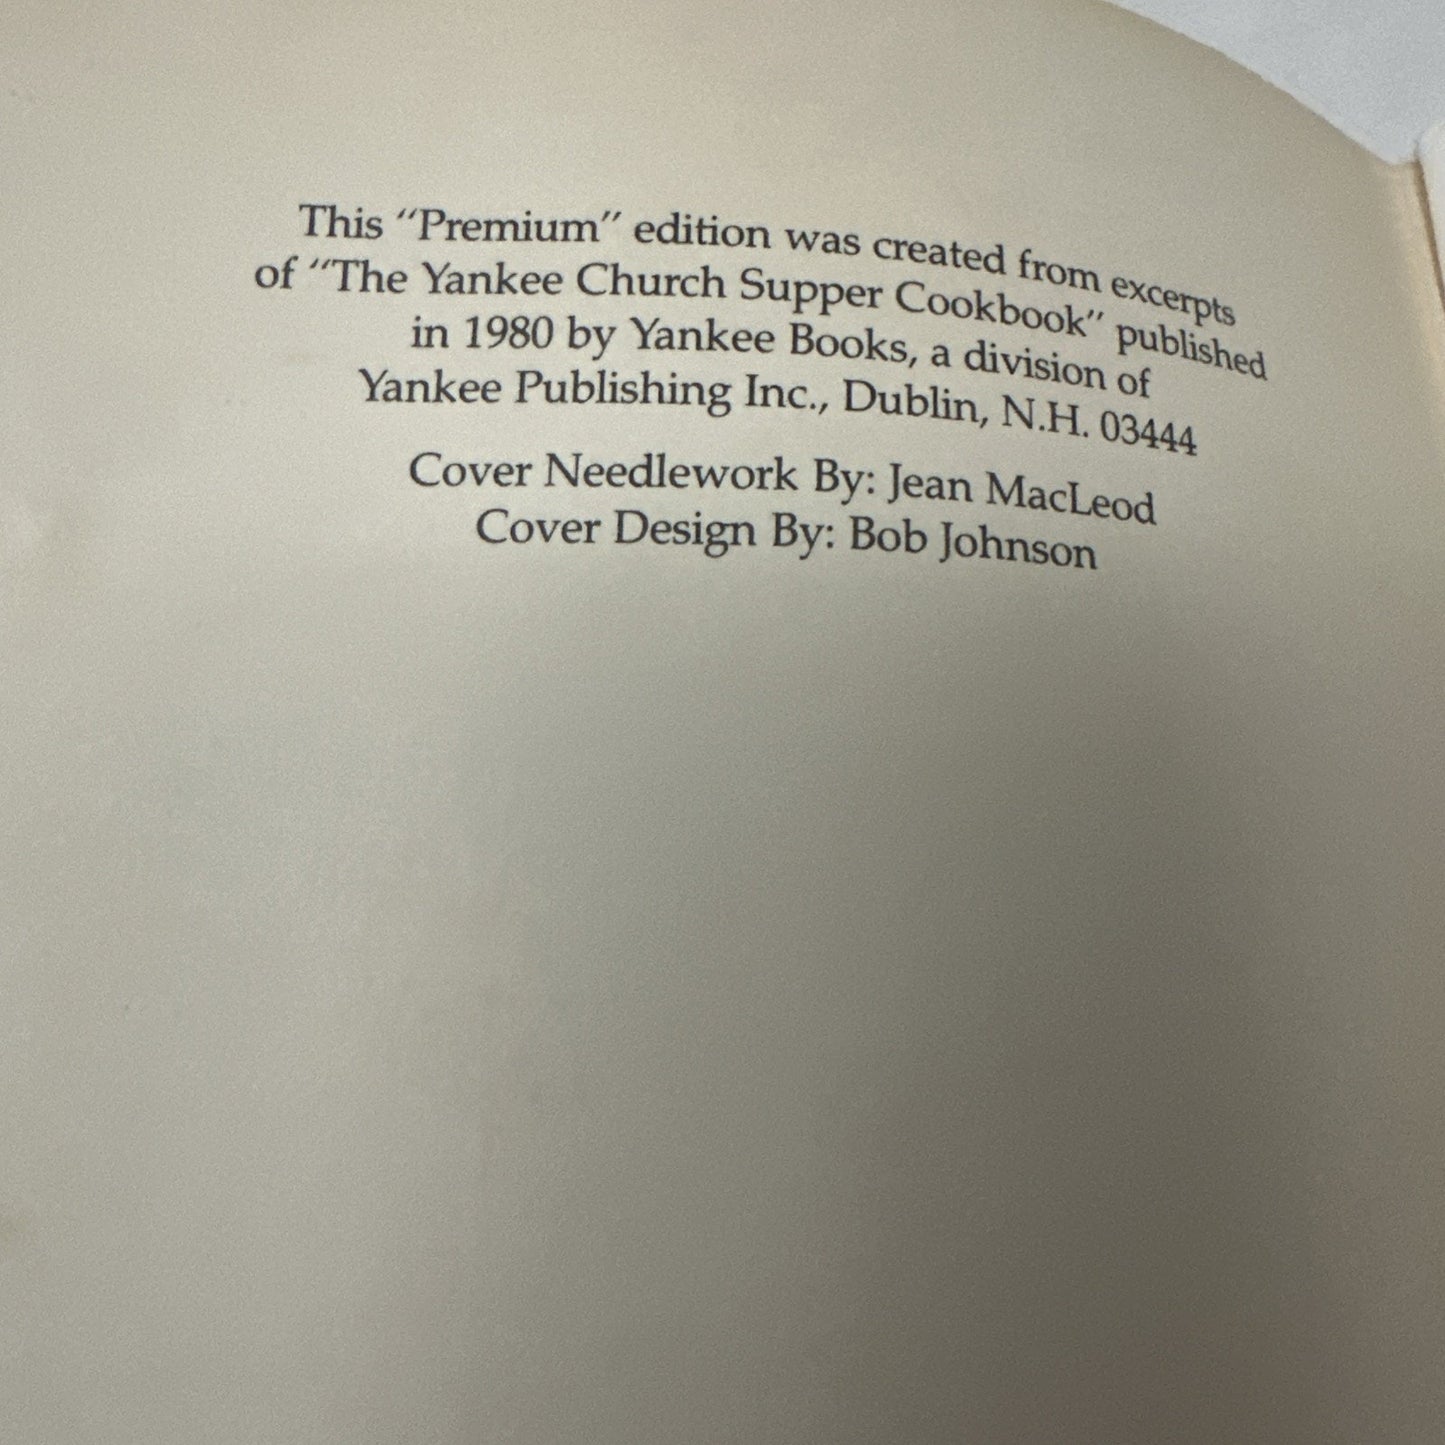 This "Premium" edition was created from excerpts
of "The Yankee Church Supper Cookbook" published
in 1980 by Yankee Books, a division of
Yankee Publishing Inc., Dublin, N.H. 03444
Cover Needlework By: Jean MacLeod
Cover Design By: Bob Johnson